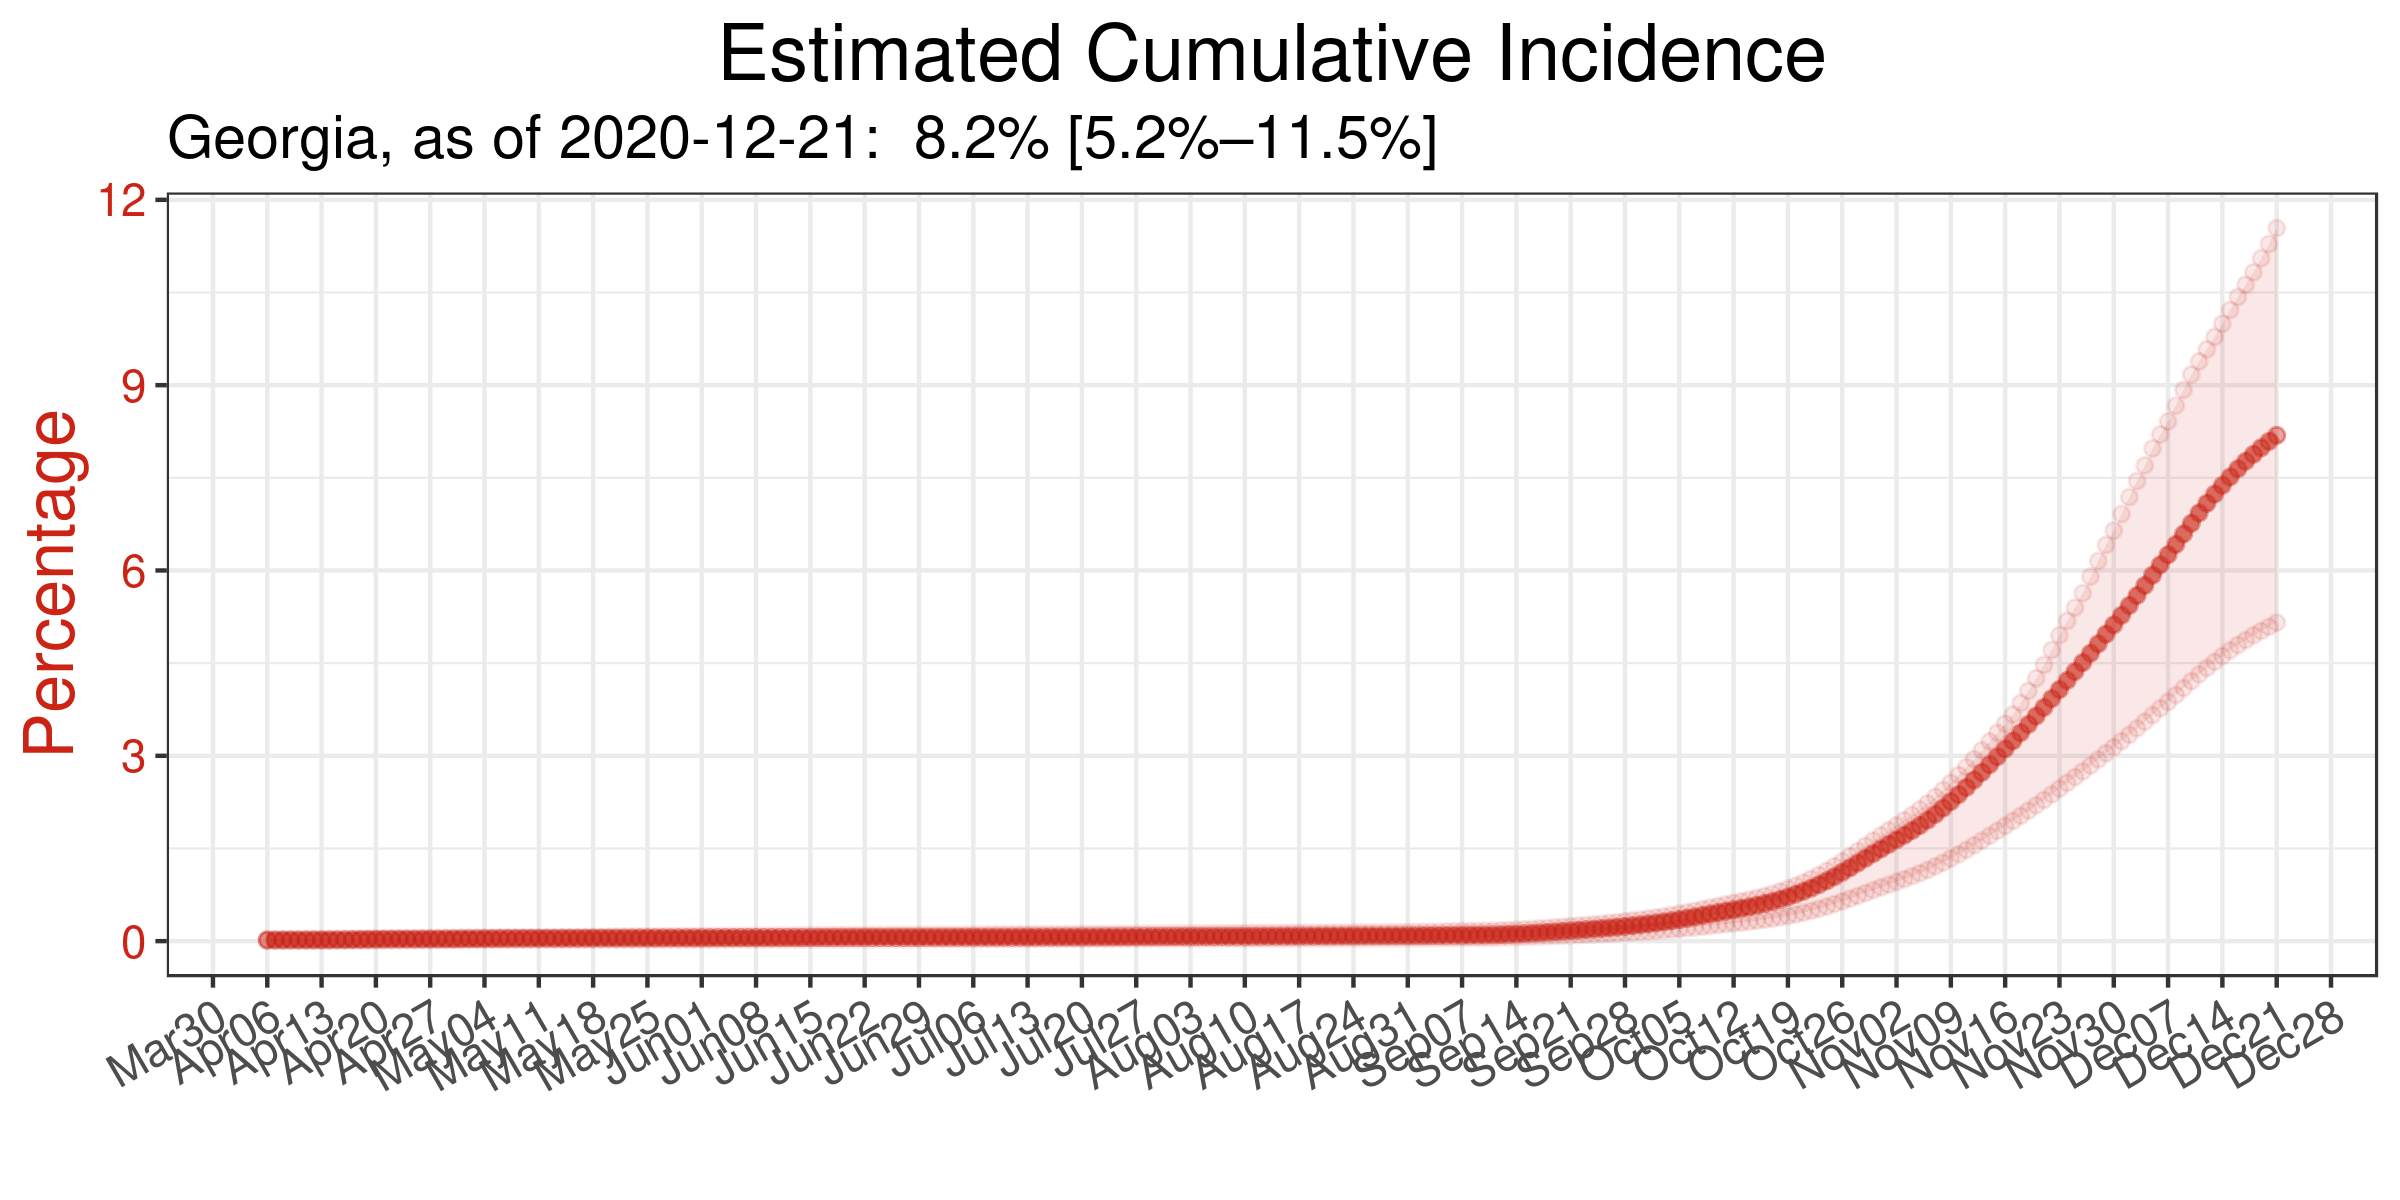 Estimated Cumulative Incidence
Georgia, as of 2020-12-21:  8.2% [5.2%–11.5%]
Percentage
12
9
6
3
0
Mar30
Apr06
Apr13
Apr20
Apr27
May04
May11
May18
May25
Jun01
Jun08
Jun15
Jun22
Jun29
Jul06
Jul13
Jul20
Jul27
Aug03
Aug10
Aug17
Aug24
Aug31
Sep07
Sep14
Sep21
Sep28
Oct05
Oct12
Oct19
Oct26
Nov02
Nov09
Nov16
Nov23
Nov30
Dec07
Dec14
Dec21
Dec28